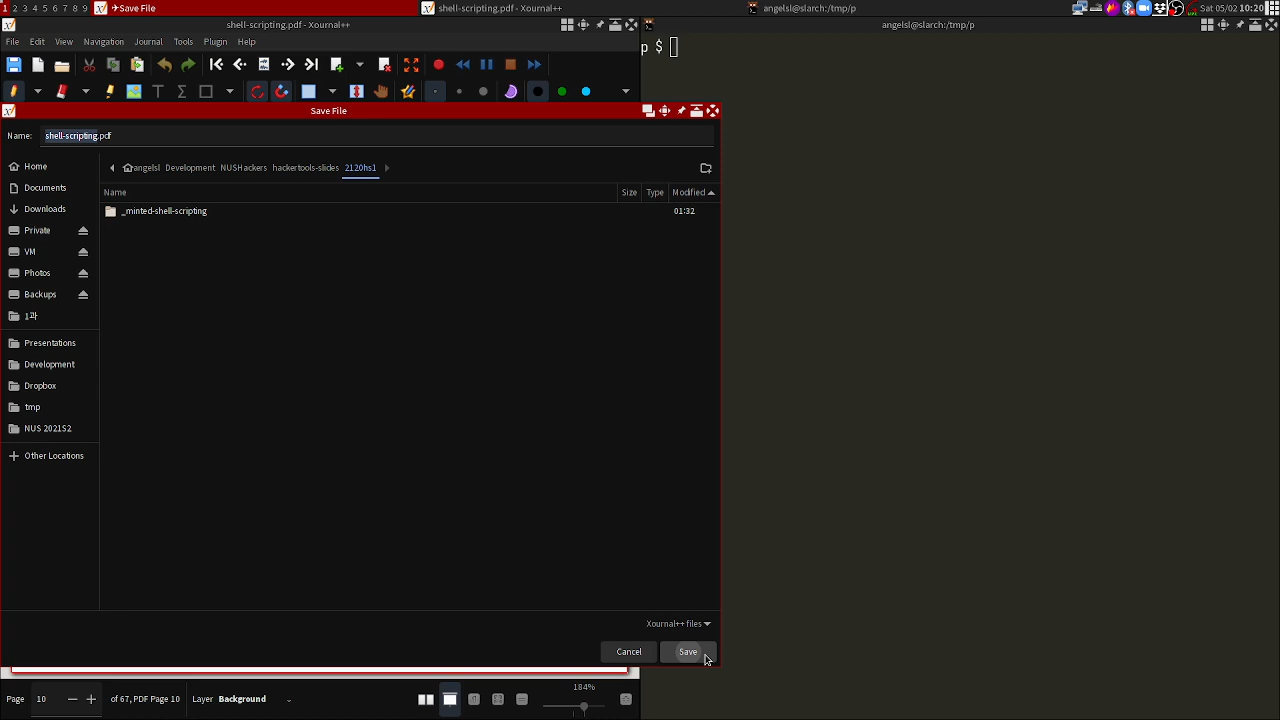 1 2 3 4 5 6 7 8 9 ✈Save File shell-scripting.pdf - Xournal++ angelsl@slarch:/tmp/p Sat 05/02 10:20
shell-scripting.pdf - Xournal++ angelsl@slarch:/tmp/p
File Edit View Navigation Journal Tools Plugin Help
p $
Save File
Name: shell-scripting.pdf
Home angelsl Development NUSHackers hackertools-slides 2120hs1
Documents Name Size Type Modified
Downloads _minted-shell-scripting 01:32
Private
VM
Photos
Backups
1과
Presentations
Development
Dropbox
tmp
NUS 2021S2
Other Locations
Xournal++ files
Cancel Save
Page 10 of 67, PDF Page 10 Layer Background 184%